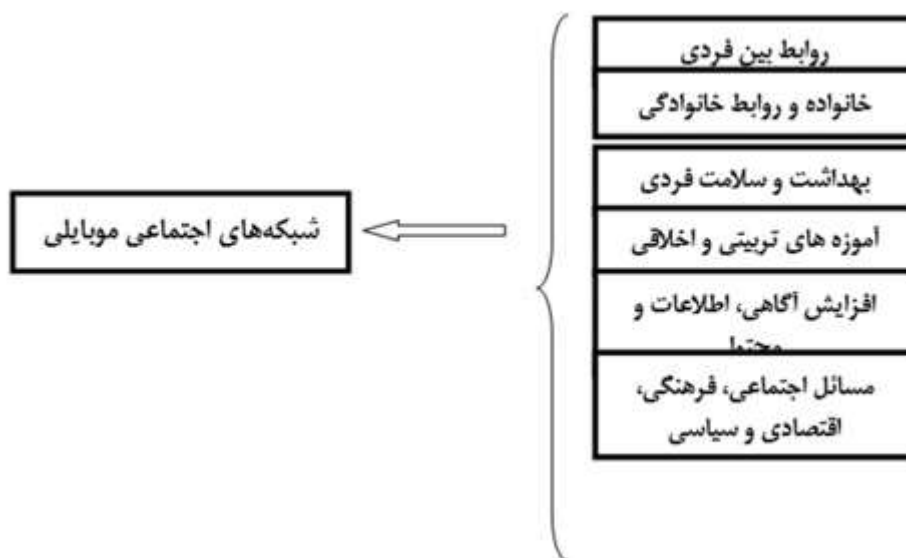 روابط بین فردی
خانواده و روابط خانوادگی
بهداشت و سلامت فردی
آموزه های تربیتی و اخلاقی
افزایش آگاهی، اطلاعات و
مسائل اجتماعی، فرهنگی،
اقتصادی و سیاسی
شبکه‌های اجتماعی موبایلی